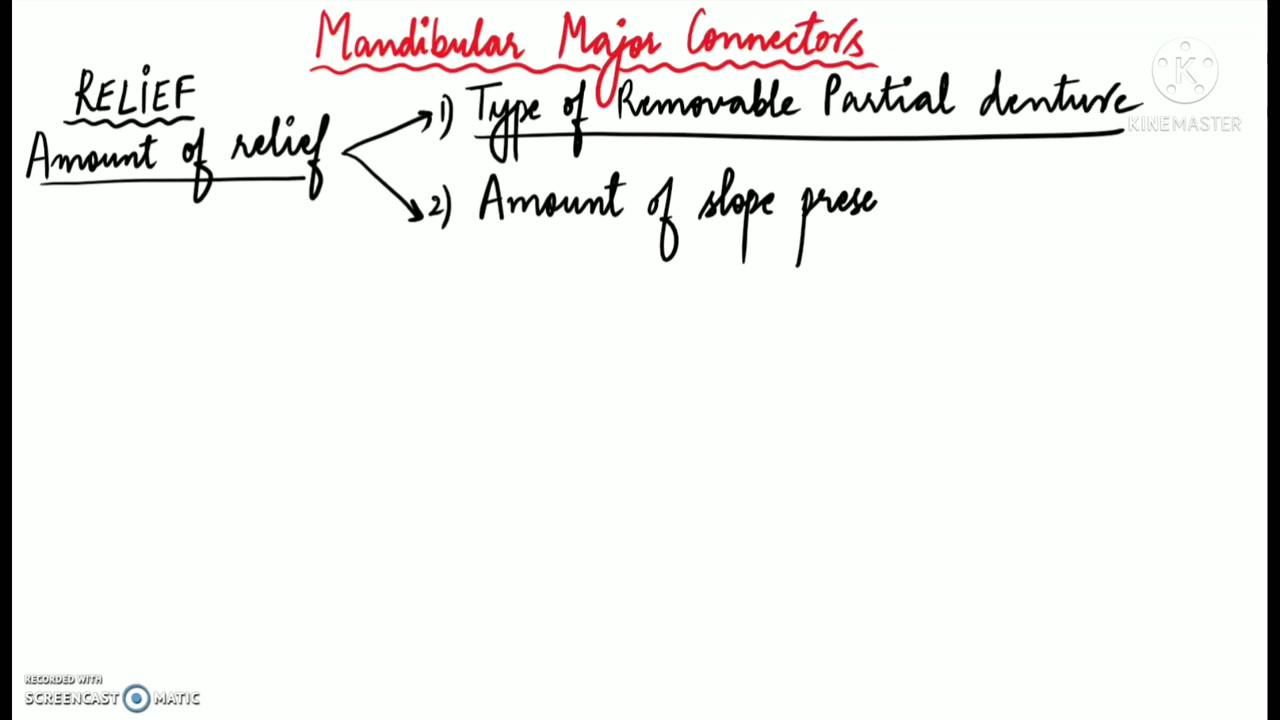 Mandibular Major Connectors
RELIEF
Amount of relief
1) Type of Removable Partial denture
2) Amount of slope prese
KINEMASTER
RECORDED WITH
SCREENCAST MATIC